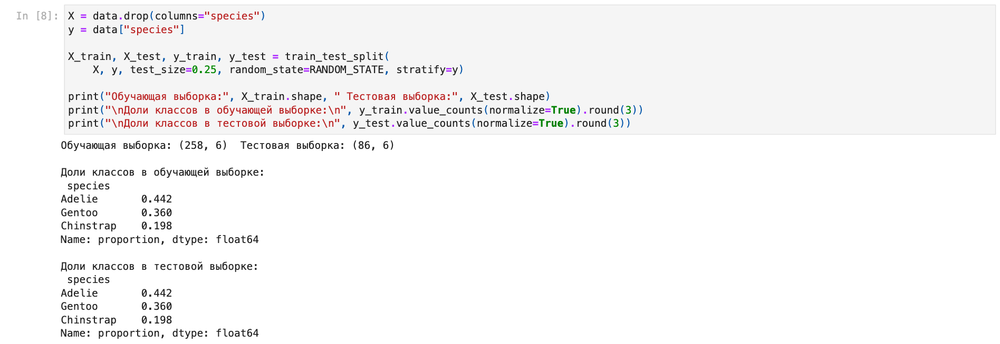 In [8]:
X = data.drop(columns="species")
y = data["species"]
X_train, X_test, y_train, y_test = train_test_split(
    X, y, test_size=0.25, random_state=RANDOM_STATE, stratify=y)
print("Обучающая выборка:", X_train.shape, " Тестовая выборка:", X_test.shape)
print("\nДоли классов в обучающей выборке:\n", y_train.value_counts(normalize=True).round(3))
print("\nДоли классов в тестовой выборке:\n", y_test.value_counts(normalize=True).round(3))
Обучающая выборка: (258, 6)  Тестовая выборка: (86, 6)
Доли классов в обучающей выборке:
 species
Adelie       0.442
Gentoo       0.360
Chinstrap    0.198
Name: proportion, dtype: float64
Доли классов в тестовой выборке:
 species
Adelie       0.442
Gentoo       0.360
Chinstrap    0.198
Name: proportion, dtype: float64